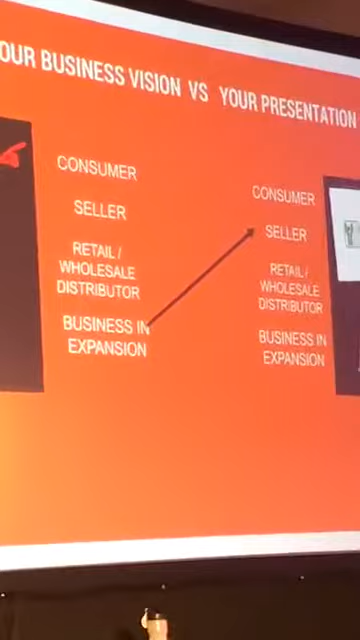 OUR BUSINESS VISION VS YOUR PRESENTATION
CONSUMER
SELLER
RETAIL /
WHOLESALE
DISTRIBUTOR
BUSINESS IN
EXPANSION
CONSUMER
SELLER
RETAIL /
WHOLESALE
DISTRIBUTOR
BUSINESS IN
EXPANSION